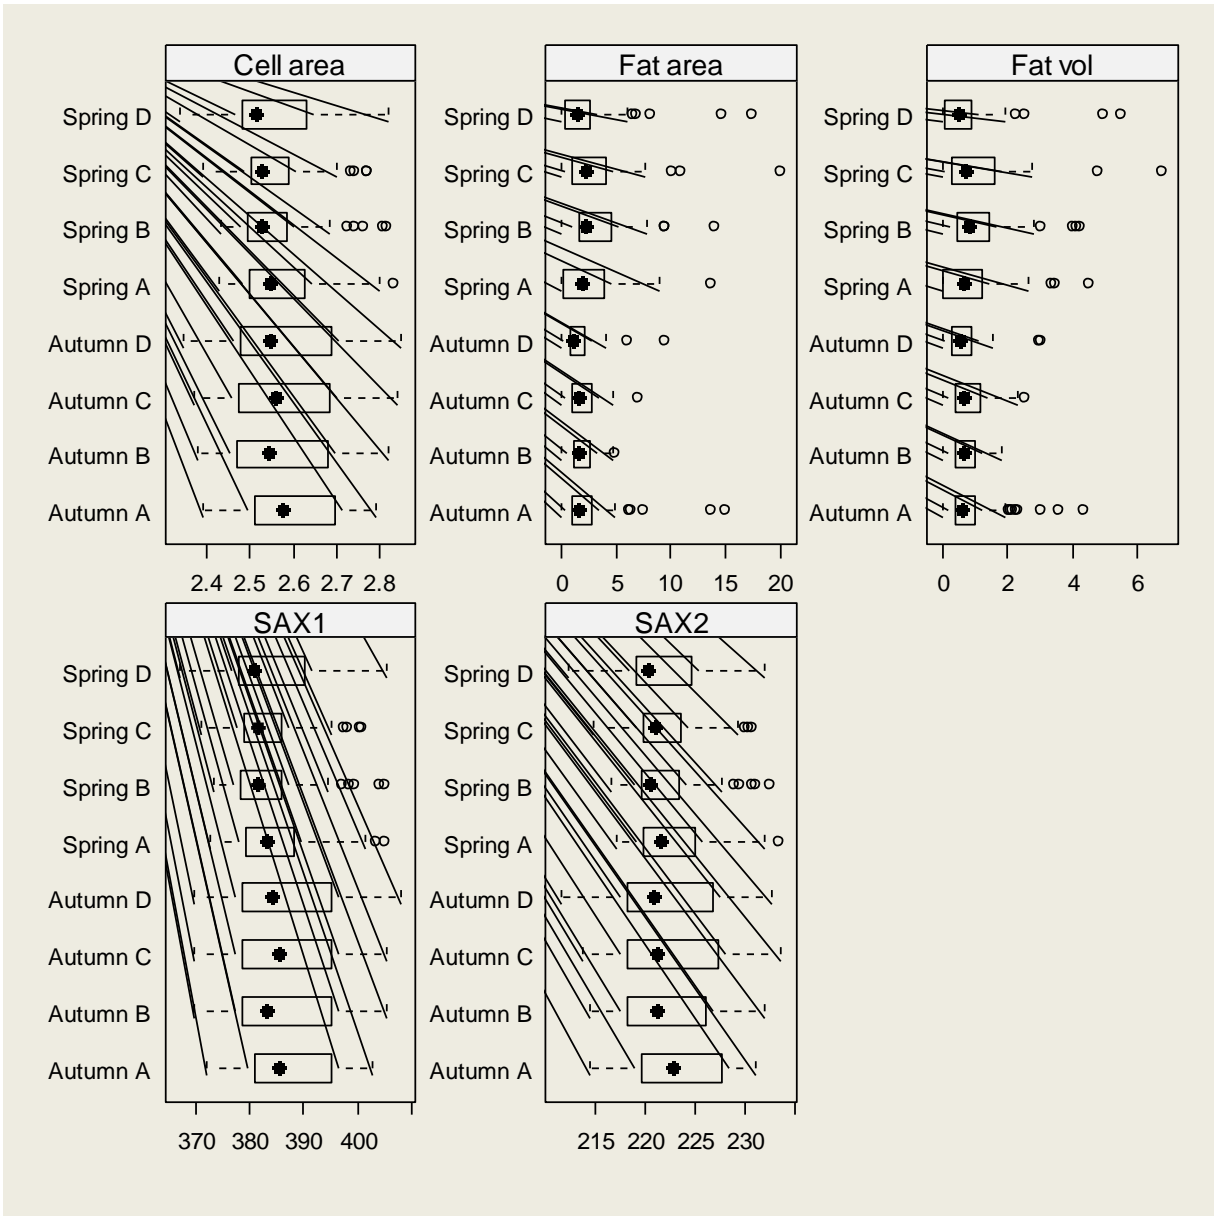 Cell area
Fat area
Fat vol
Spring D
Spring C
Spring B
Spring A
Autumn D
Autumn C
Autumn B
Autumn A
2.4 2.5 2.6 2.7 2.8
Spring D
Spring C
Spring B
Spring A
Autumn D
Autumn C
Autumn B
Autumn A
0 5 10 15 20
Spring D
Spring C
Spring B
Spring A
Autumn D
Autumn C
Autumn B
Autumn A
0 2 4 6
SAX1
SAX2
Spring D
Spring C
Spring B
Spring A
Autumn D
Autumn C
Autumn B
Autumn A
370 380 390 400
Spring D
Spring C
Spring B
Spring A
Autumn D
Autumn C
Autumn B
Autumn A
215 220 225 230